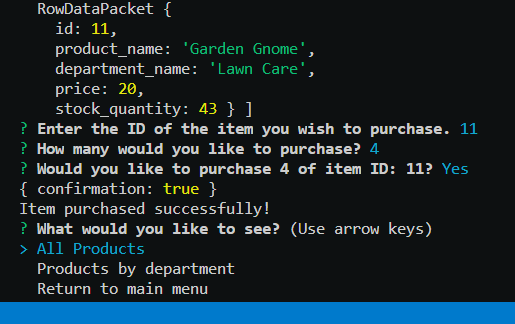 RowDataPacket {
id: 11,
product_name: 'Garden Gnome',
department_name: 'Lawn Care',
price: 20,
stock_quantity: 43 } ]
? Enter the ID of the item you wish to purchase. 11
? How many would you like to purchase? 4
? Would you like to purchase 4 of item ID: 11? Yes
{ confirmation: true }
Item purchased successfully!
? What would you like to see? (Use arrow keys)
> All Products
Products by department
Return to main menu